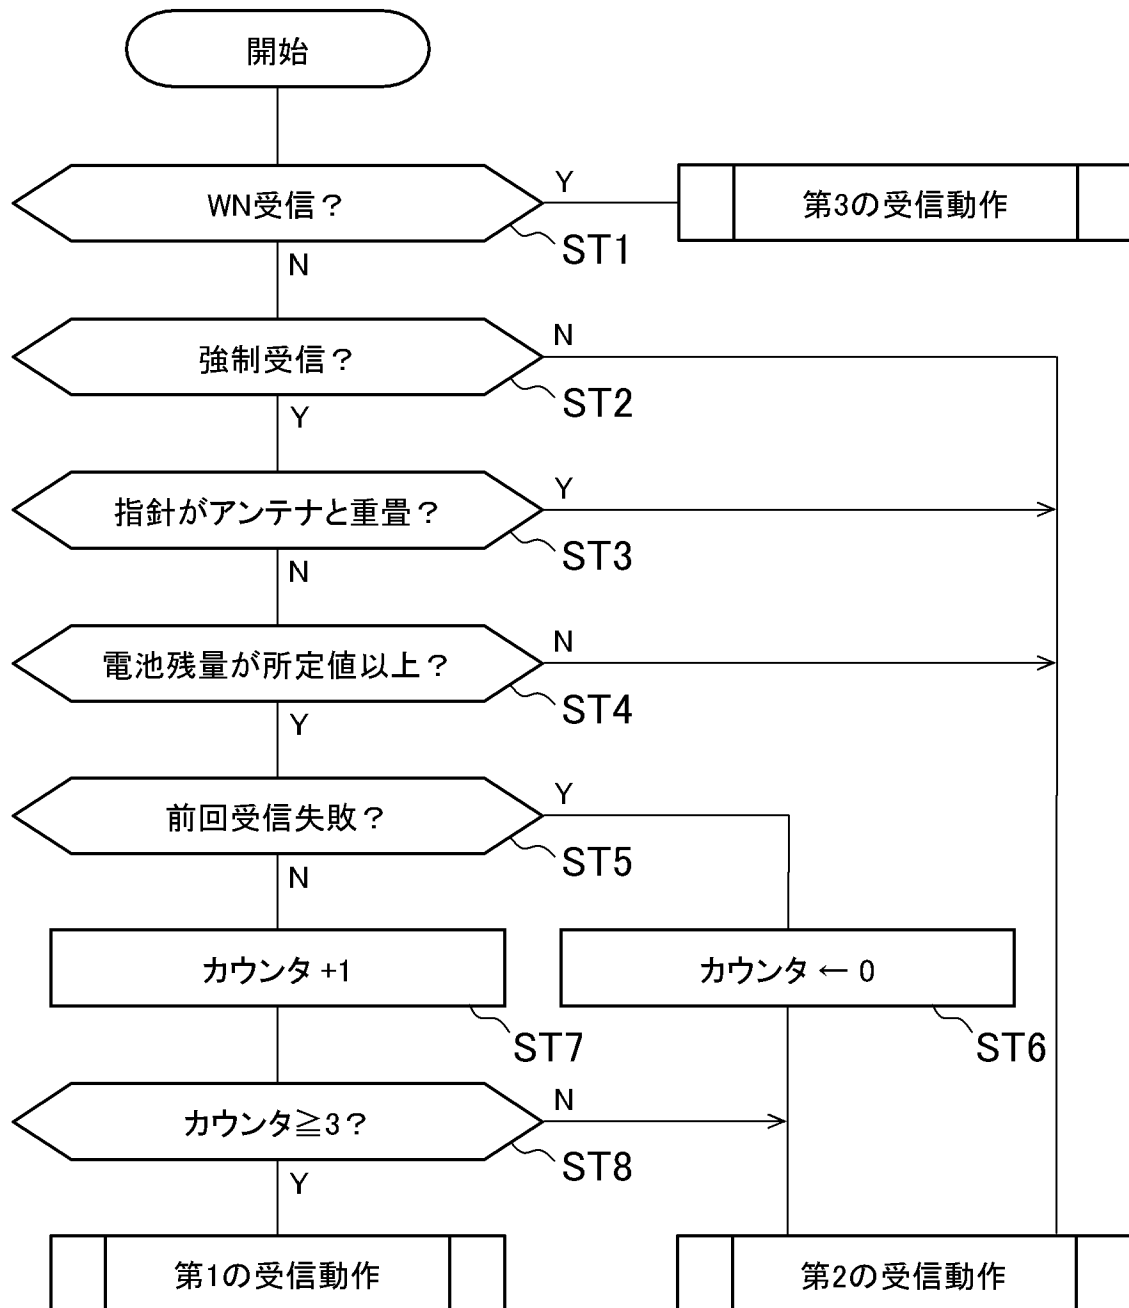 開始
WN受信？
Y
第3の受信動作
ST1
N
強制受信？
N
ST2
Y
指針がアンテナと重畳？
Y
ST3
N
電池残量が所定値以上？
N
ST4
Y
前回受信失敗？
Y
ST5
N
カウンタ +1
カウンタ ← 0
ST7
ST6
カウンタ≧3？
N
ST8
Y
第1の受信動作
第2の受信動作